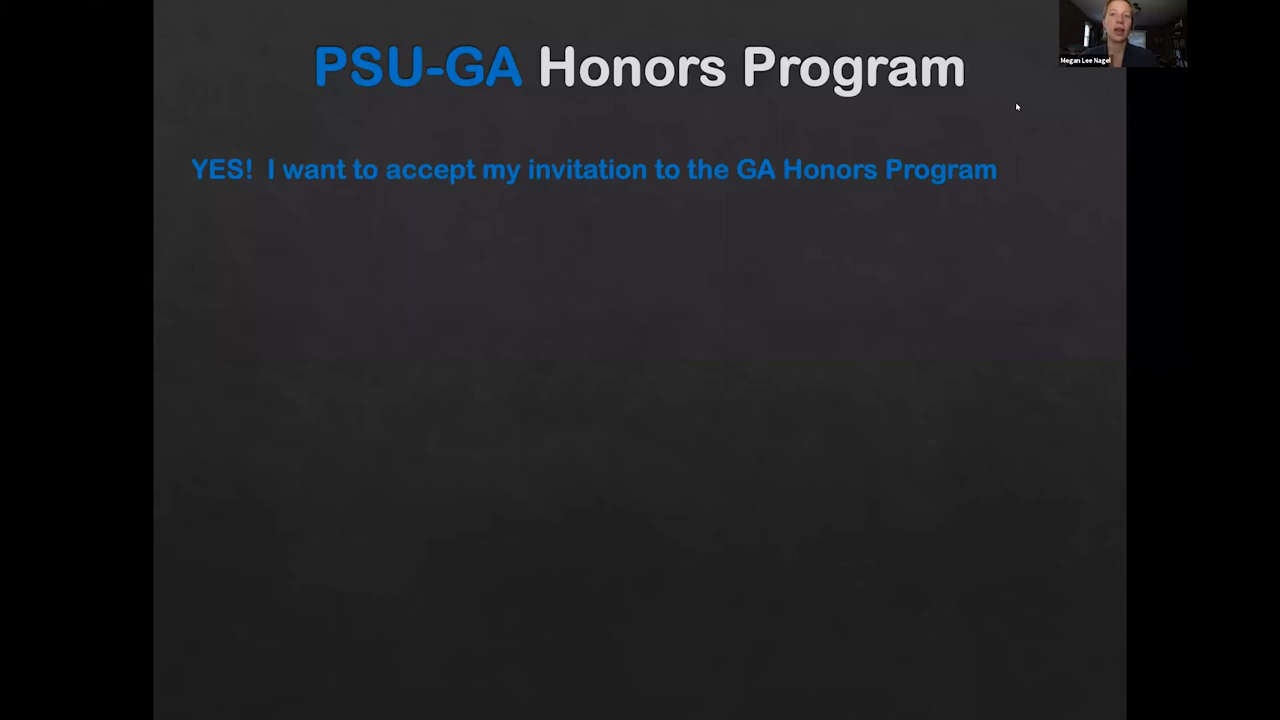 PSU-GA Honors Program
Megan Lee Nagel
YES! I want to accept my invitation to the GA Honors Program